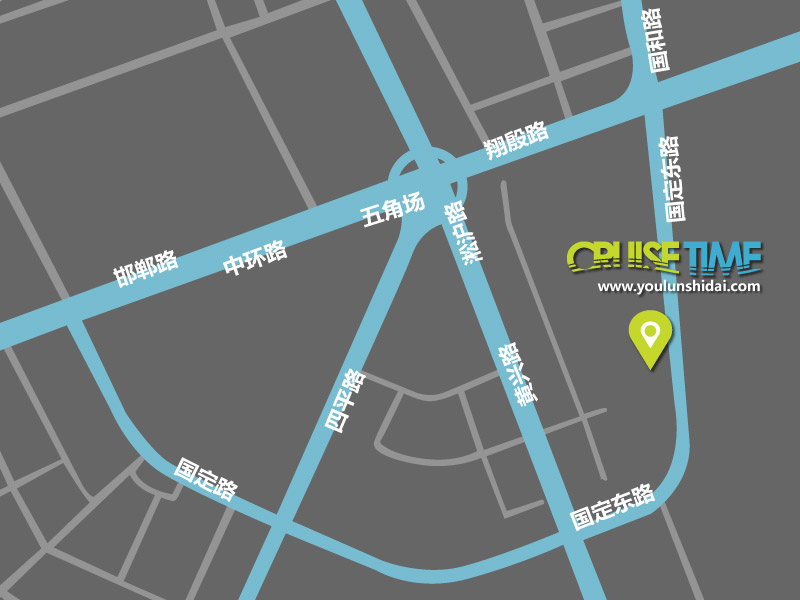 国和路
翔殷路
国定东路
五角场
淞沪路
邯郸路
中环路
CRUISE TIME
www.youlunshidai.com
黄兴路
四平路
国定路
国定东路